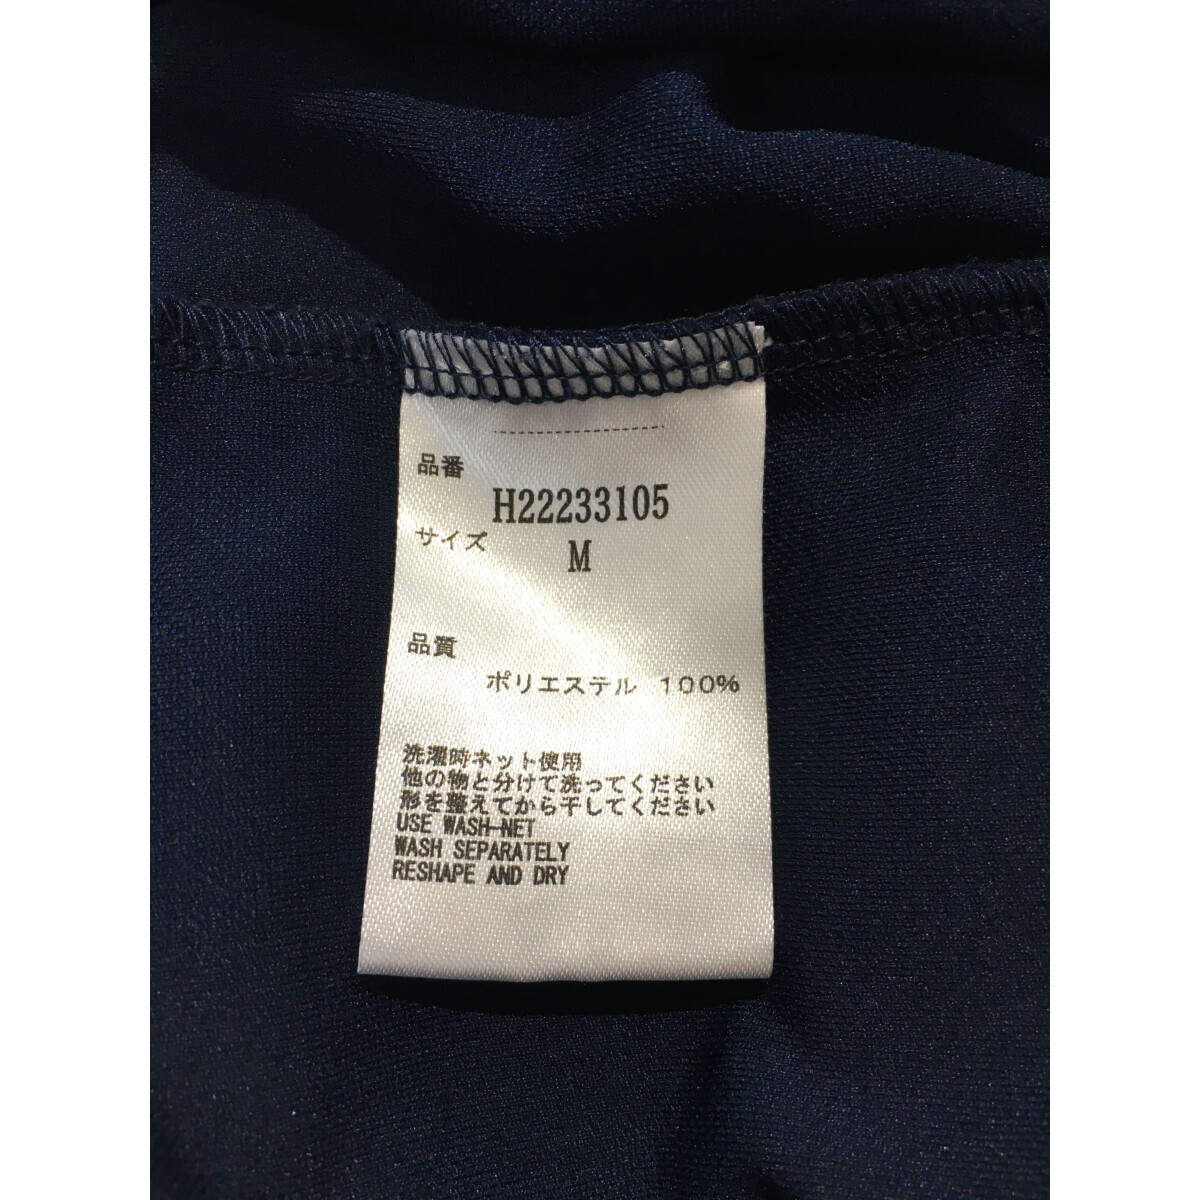 品番
H22233105
サイズ
M
品質
ポリエステル 100%
洗濯時ネット使用
他の物と分けて洗ってください
形を整えてから干してください
USE WASH-NET
WASH SEPARATELY
RESHAPE AND DRY